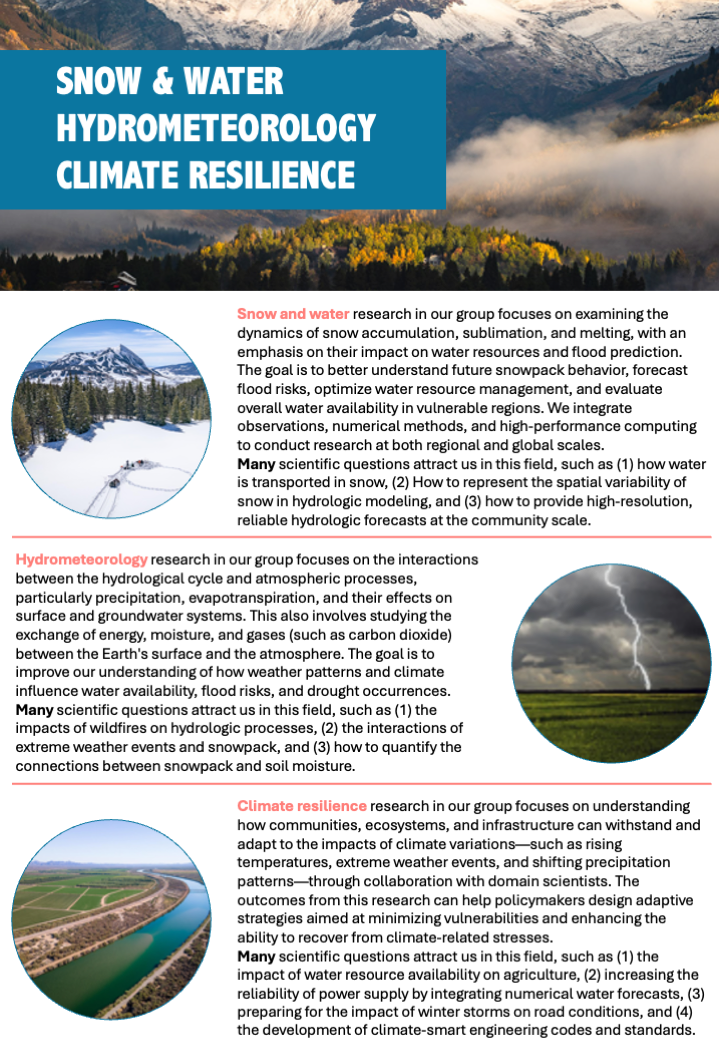 SNOW & WATER
HYDROMETEOROLOGY
CLIMATE RESILIENCE
Snow and water research in our group focuses on examining the
dynamics of snow accumulation, sublimation, and melting, with an
emphasis on their impact on water resources and flood prediction.
The goal is to better understand future snowpack behavior, forecast
flood risks, optimize water resource management, and evaluate
overall water availability in vulnerable regions. We integrate
observations, numerical methods, and high-performance computing
to conduct research at both regional and global scales.
Many scientific questions attract us in this field, such as (1) how water
is transported in snow, (2) How to represent the spatial variability of
snow in hydrologic modeling, and (3) how to provide high-resolution,
reliable hydrologic forecasts at the community scale.
Hydrometeorology research in our group focuses on the interactions
between the hydrological cycle and atmospheric processes,
particularly precipitation, evapotranspiration, and their effects on
surface and groundwater systems. This also involves studying the
exchange of energy, moisture, and gases (such as carbon dioxide)
between the Earth's surface and the atmosphere. The goal is to
improve our understanding of how weather patterns and climate
influence water availability, flood risks, and drought occurrences.
Many scientific questions attract us in this field, such as (1) the
impacts of wildfires on hydrologic processes, (2) the interactions of
extreme weather events and snowpack, and (3) how to quantify the
connections between snowpack and soil moisture.
Climate resilience research in our group focuses on understanding
how communities, ecosystems, and infrastructure can withstand and
adapt to the impacts of climate variations—such as rising
temperatures, extreme weather events, and shifting precipitation
patterns—through collaboration with domain scientists. The
outcomes from this research can help policymakers design adaptive
strategies aimed at minimizing vulnerabilities and enhancing the
ability to recover from climate-related stresses.
Many scientific questions attract us in this field, such as (1) the
impact of water resource availability on agriculture, (2) increasing the
reliability of power supply by integrating numerical water forecasts, (3)
preparing for the impact of winter storms on road conditions, and (4)
the development of climate-smart engineering codes and standards.